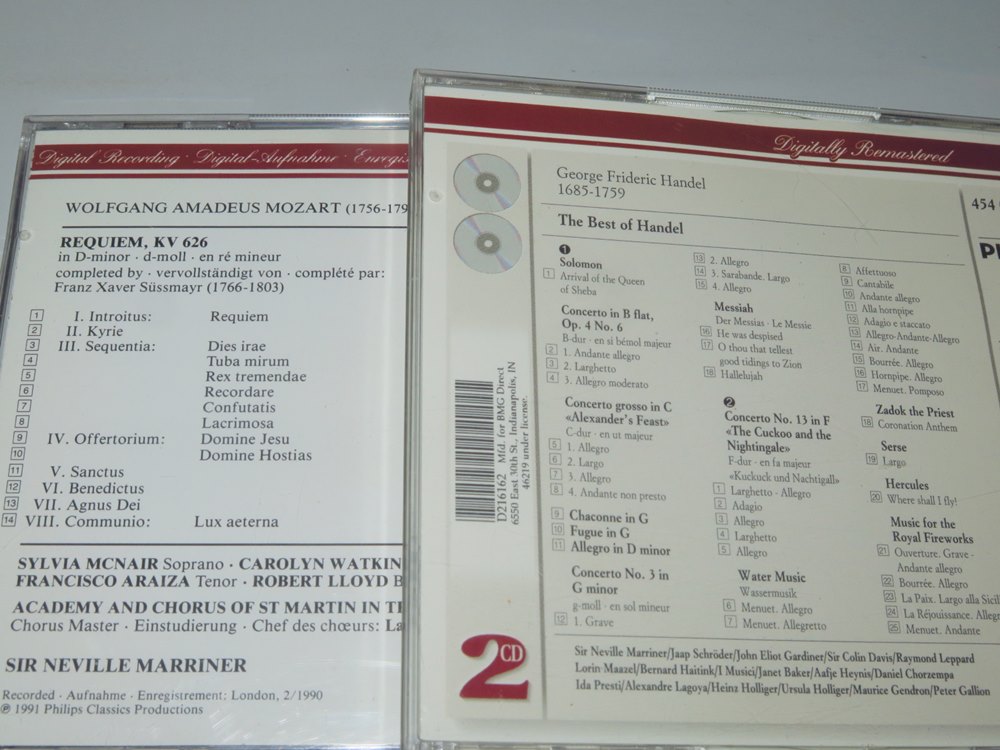 Digital Recording · Digital-Aufnahme ·
WOLFGANG AMADEUS MOZART (1756-179
REQUIEM, KV 626
in D-minor · d-moll · en ré mineur
completed by · vervollständigt von · complété par:
Franz Xaver Süssmayr (1766-1803)
1 I. Introitus: Requiem
2 II. Kyrie
3 III. Sequentia: Dies irae
4 Tuba mirum
5 Rex tremendae
6 Recordare
7 Confutatis
8 Lacrimosa
9 IV. Offertorium: Domine Jesu
10 Domine Hostias
11 V. Sanctus
12 VI. Benedictus
13 VII. Agnus Dei
14 VIII. Communio: Lux aeterna
SYLVIA MCNAIR Soprano · CAROLYN WATKIN
FRANCISCO ARAIZA Tenor · ROBERT LLOYD B
ACADEMY AND CHORUS OF ST MARTIN IN TH
Chorus Master · Einstudierung · Chef des chœurs: La
SIR NEVILLE MARRINER
Recorded · Aufnahme · Enregistrement: London, 2/1990
℗ 1991 Philips Classics Productions
Digitally Remastered
George Frideric Handel
1685-1759
454
The Best of Handel
1
Solomon
1 Arrival of the Queen
of Sheba
Concerto in B flat,
Op. 4 No. 6
B-dur · en si bémol majeur
2 1. Andante allegro
3 2. Larghetto
4 3. Allegro moderato
Concerto grosso in C
«Alexander's Feast»
C-dur · en ut majeur
5 1. Allegro
6 2. Largo
7 3. Allegro
8 4. Andante non presto
9 Chaconne in G
10 Fugue in G
11 Allegro in D minor
Concerto No. 3 in
G minor
g-moll · en sol mineur
12 1. Grave
13 2. Allegro
14 3. Sarabande. Largo
15 4. Allegro
Messiah
Der Messias · Le Messie
16 He was despised
17 O thou that tellest
good tidings to Zion
18 Hallelujah
2
Concerto No. 13 in F
«The Cuckoo and the
Nightingale»
F-dur · en fa majeur
«Kuckuck und Nachtigall»
1 Larghetto - Allegro
2 Adagio
3 Allegro
4 Larghetto
5 Allegro
Water Music
Wassermusik
6 Menuet. Allegro
7 Menuet. Allegretto
8 Affettuoso
9 Cantabile
10 Andante allegro
11 Alla hornpipe
12 Adagio e staccato
13 Allegro-Andante-Allegro
14 Air. Andante
15 Bourrée. Allegro
16 Hornpipe. Allegro
17 Menuet. Pomposo
Zadok the Priest
18 Coronation Anthem
Serse
19 Largo
Hercules
20 Where shall I fly!
Music for the
Royal Fireworks
21 Ouverture. Grave -
Andante allegro
22 Bourrée. Allegro
23 La Paix. Largo alla Sicil
24 La Réjouissance. Alleg
25 Menuet. Andante
D216162 Mfd. for BMG Direct
6550 East 30th St., Indianapolis, IN
46219 under license.
2 CD
Sir Neville Marriner/Jaap Schröder/John Eliot Gardiner/Sir Colin Davis/Raymond Leppard
Lorin Maazel/Bernard Haitink/I Musici/Janet Baker/Aafje Heynis/Daniel Chorzempa
Ida Presti/Alexandre Lagoya/Heinz Holliger/Ursula Holliger/Maurice Gendron/Peter Gallion